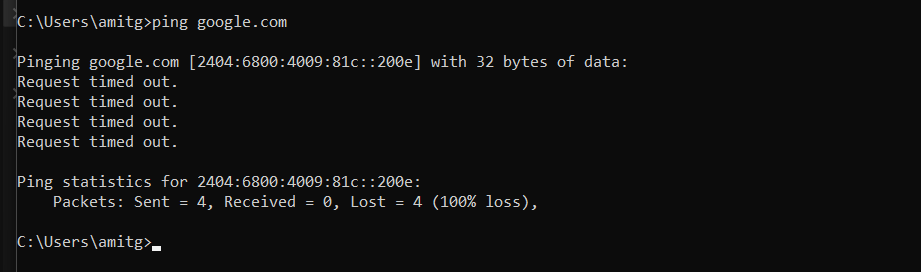 C:\Users\amitg>ping google.com
Pinging google.com [2404:6800:4009:81c::200e] with 32 bytes of data:
Request timed out.
Request timed out.
Request timed out.
Request timed out.
Ping statistics for 2404:6800:4009:81c::200e:
    Packets: Sent = 4, Received = 0, Lost = 4 (100% loss),
C:\Users\amitg>